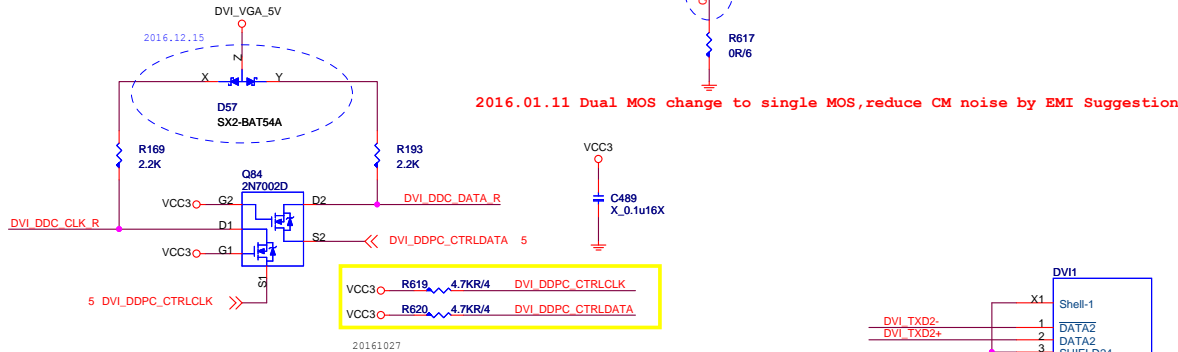 DVI_VGA_5V
2016.12.15
Z
X
Y
D57
SX2-BAT54A
R617
0R/6
2016.01.11 Dual MOS change to single MOS,reduce CM noise by EMI Suggestion
R169
2.2K
R193
2.2K
VCC3
C489
X_0.1u16X
Q84
2N7002D
VCC3
G2
D2
DVI_DDC_DATA_R
DVI_DDC_CLK_R
D1
S2
DVI_DDPC_CTRLDATA 5
VCC3
G1
S1
5 DVI_DDPC_CTRLCLK
VCC3
R619
4.7KR/4
DVI_DDPC_CTRLCLK
VCC3
R620
4.7KR/4
DVI_DDPC_CTRLDATA
20161027
DVI1
X1
Shell-1
DVI_TXD2-
1
DATA2
DVI_TXD2+
2
DATA2
3
SHIELD24